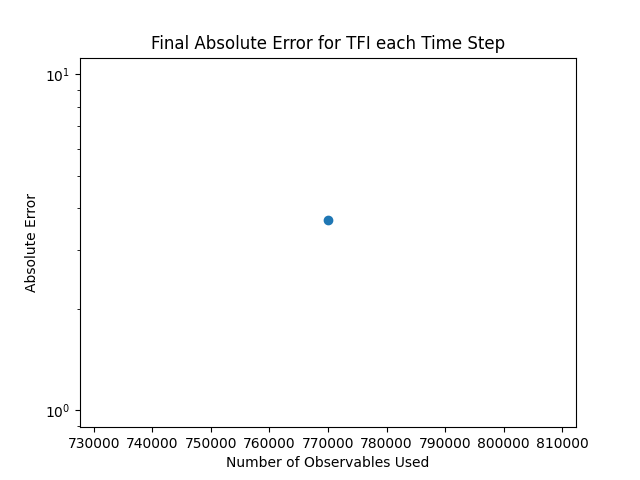 Final Absolute Error for TFI each Time Step
10¹
10⁰
Absolute Error
730000 740000 750000 760000 770000 780000 790000 800000 810000
Number of Observables Used